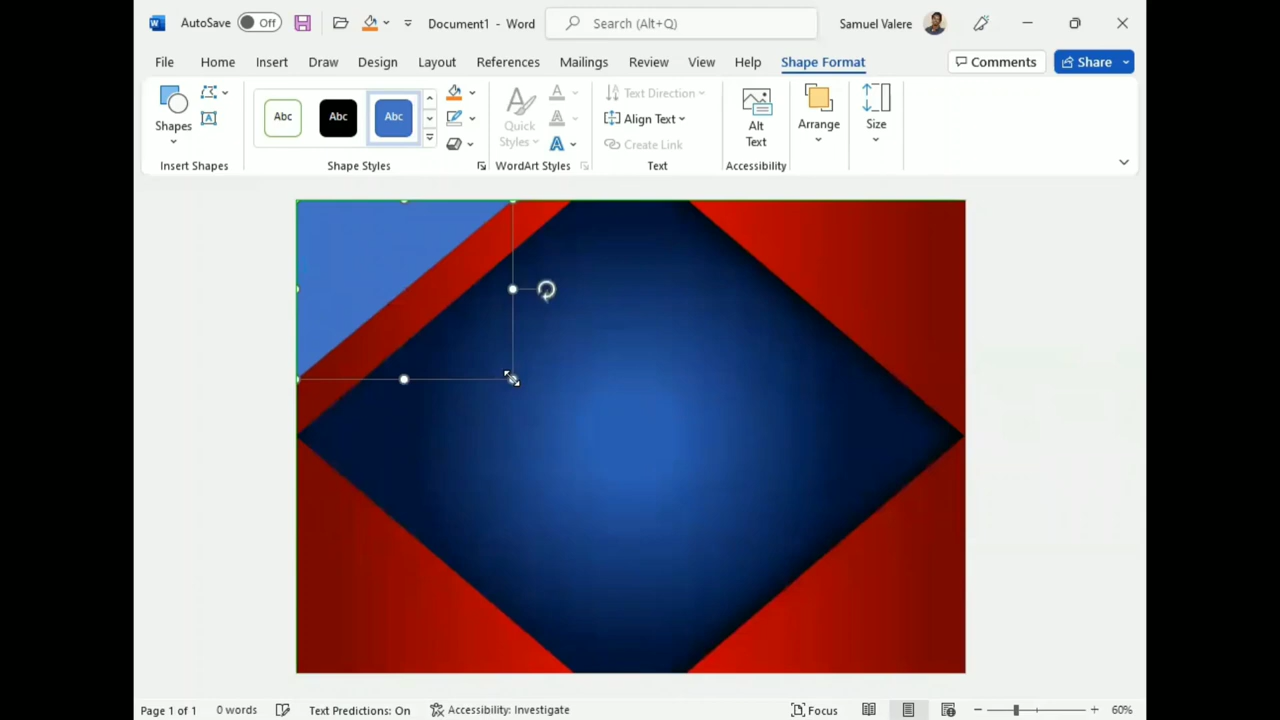 AutoSave Off Document1 - Word Search (Alt+Q) Samuel Valere
File Home Insert Draw Design Layout References Mailings Review View Help Shape Format Comments Share
Shapes
Abc Abc Abc
Quick
Styles
Text Direction
Align Text
Create Link
Alt
Text
Arrange
Size
Insert Shapes Shape Styles WordArt Styles Text Accessibility
Page 1 of 1 0 words Text Predictions: On Accessibility: Investigate Focus 60%